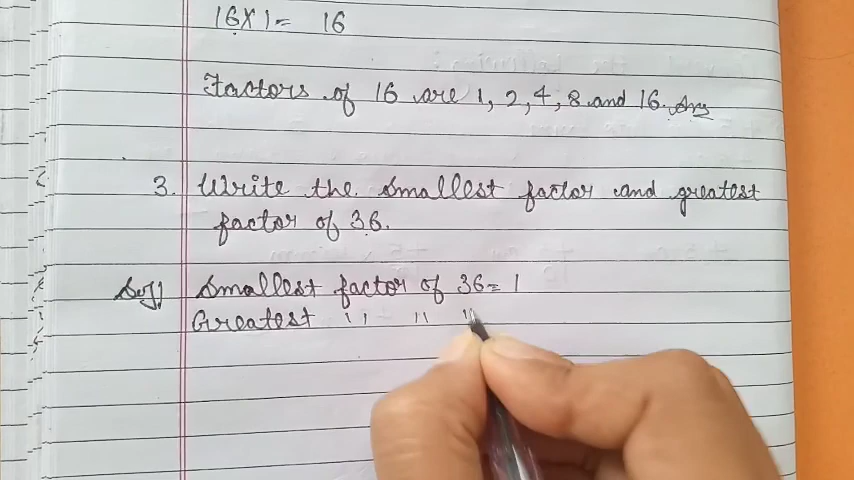 16×1= 16
Factors of 16 are 1, 2, 4, 8 and 16. Ans
3. Write the smallest factor and greatest
factor of 36.
Smallest factor of 36= 1
Greatest " " "